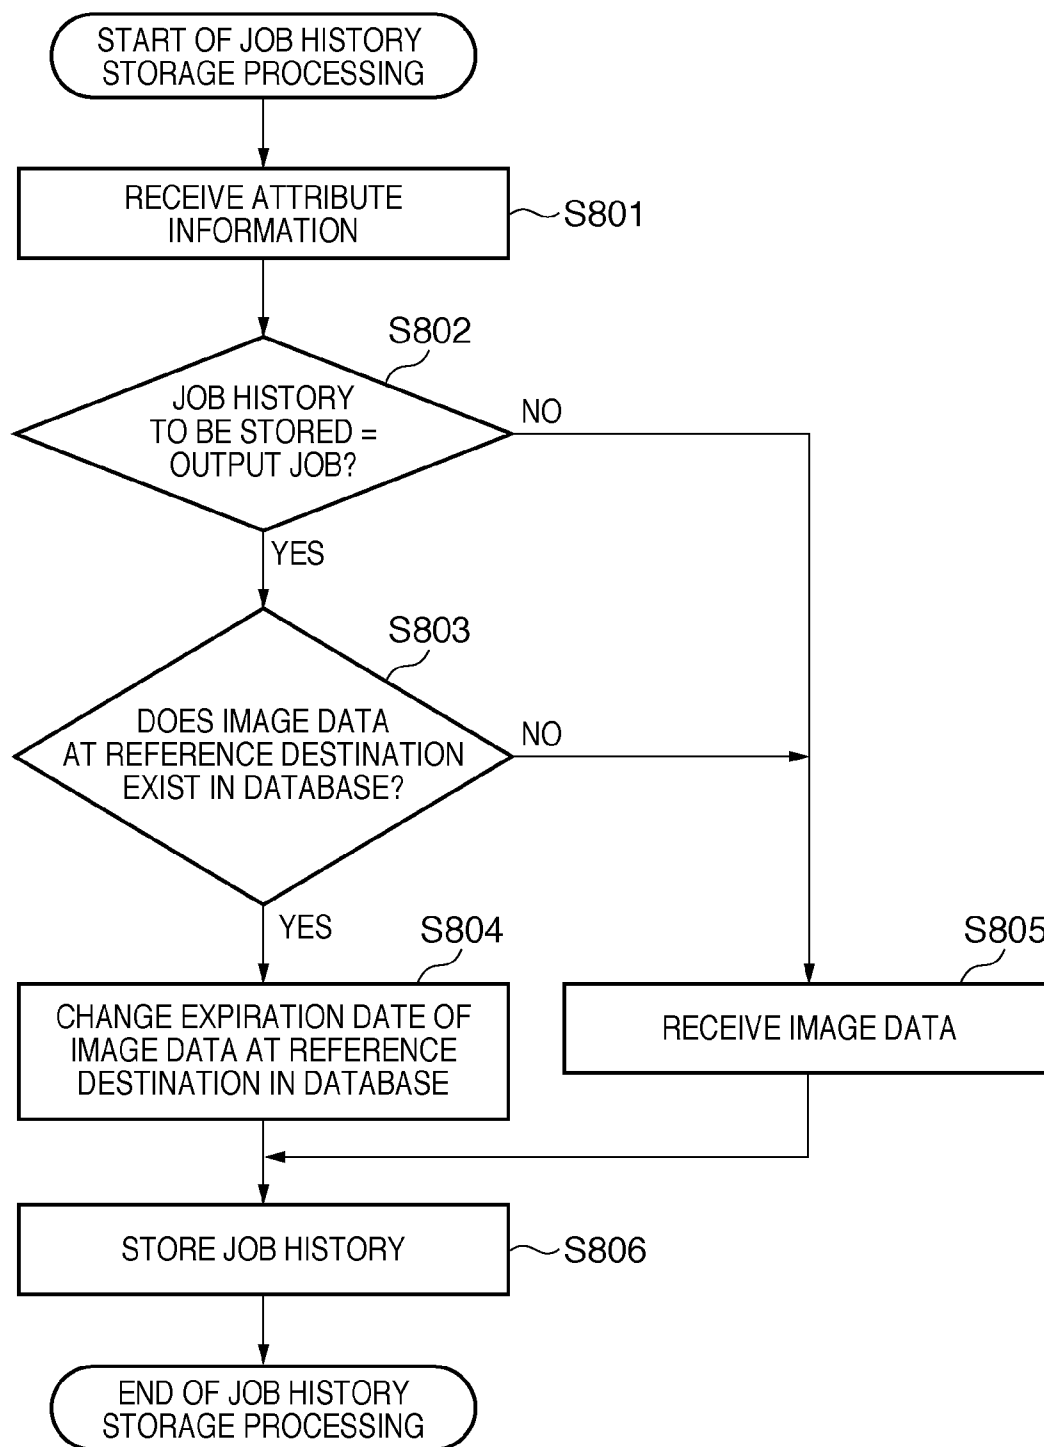 START OF JOB HISTORY
STORAGE PROCESSING
RECEIVE ATTRIBUTE
INFORMATION
S801
S802
JOB HISTORY
TO BE STORED =
OUTPUT JOB?
NO
YES
S803
DOES IMAGE DATA
AT REFERENCE DESTINATION
EXIST IN DATABASE?
NO
YES
S804
CHANGE EXPIRATION DATE OF
IMAGE DATA AT REFERENCE
DESTINATION IN DATABASE
S805
RECEIVE IMAGE DATA
STORE JOB HISTORY
S806
END OF JOB HISTORY
STORAGE PROCESSING